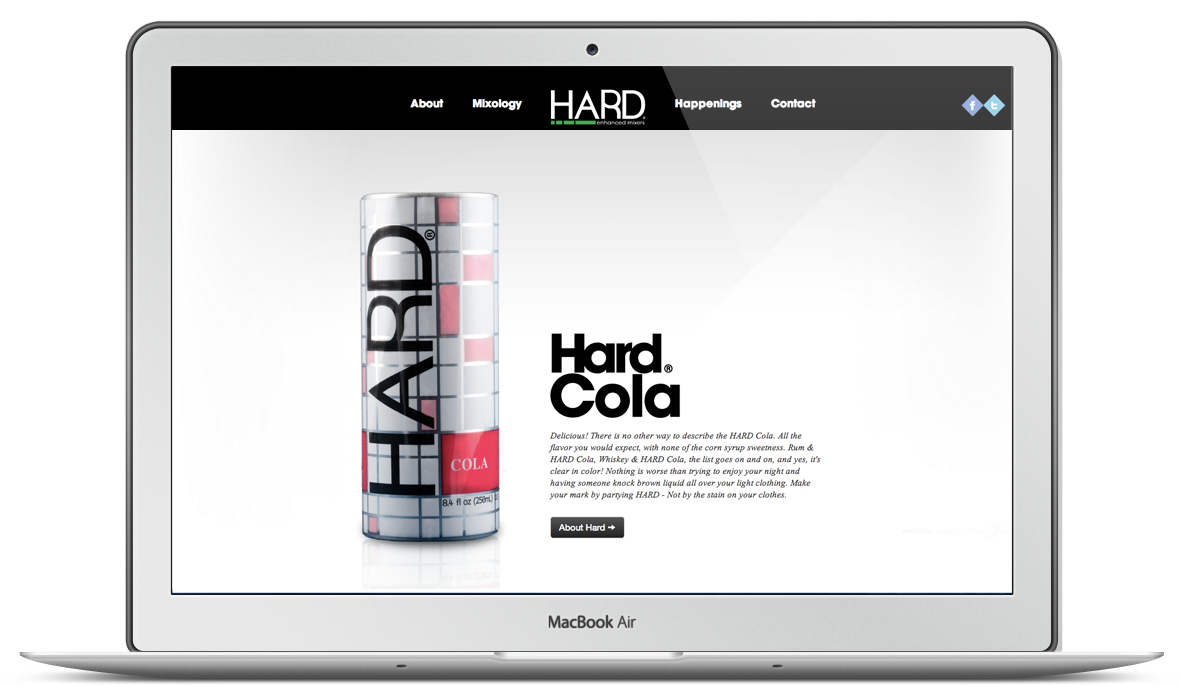 About
Mixology
HARD
enhanced mixers
Happenings
Contact
f
t
HARD®
COLA
8.4 fl oz (250mL)
Hard®
Cola
Delicious! There is no other way to describe the HARD Cola. All the
flavor you would expect, with none of the corn syrup sweetness. Rum &
HARD Cola, Whiskey & HARD Cola, the list goes on and on, and yes, it's
clear in color! Nothing is worse than trying to enjoy your night and
having someone knock brown liquid all over your light clothing. Make
your mark by partying HARD - Not by the stain on your clothes.
About Hard ➔
MacBook Air